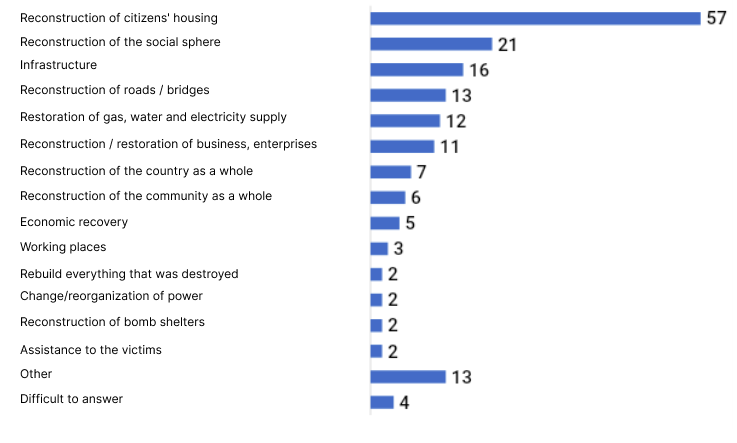 Reconstruction of citizens' housing 57
Reconstruction of the social sphere 21
Infrastructure 16
Reconstruction of roads / bridges 13
Restoration of gas, water and electricity supply 12
Reconstruction / restoration of business, enterprises 11
Reconstruction of the country as a whole 7
Reconstruction of the community as a whole 6
Economic recovery 5
Working places 3
Rebuild everything that was destroyed 2
Change/reorganization of power 2
Reconstruction of bomb shelters 2
Assistance to the victims 2
Other 13
Difficult to answer 4